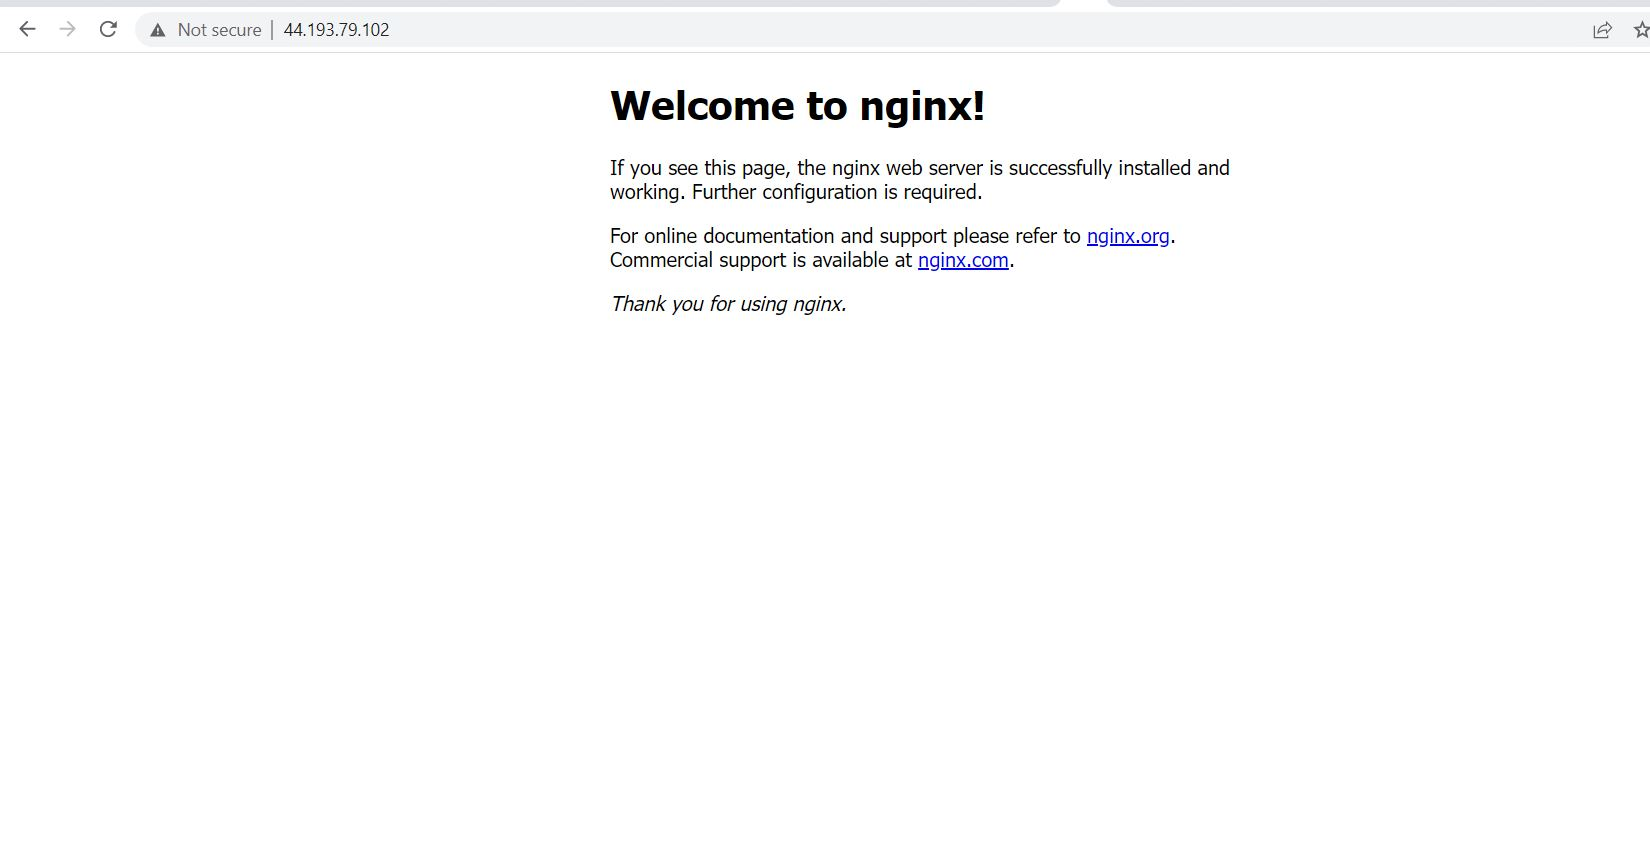 Not secure | 44.193.79.102
Welcome to nginx!
If you see this page, the nginx web server is successfully installed and
working. Further configuration is required.
For online documentation and support please refer to nginx.org.
Commercial support is available at nginx.com.
Thank you for using nginx.